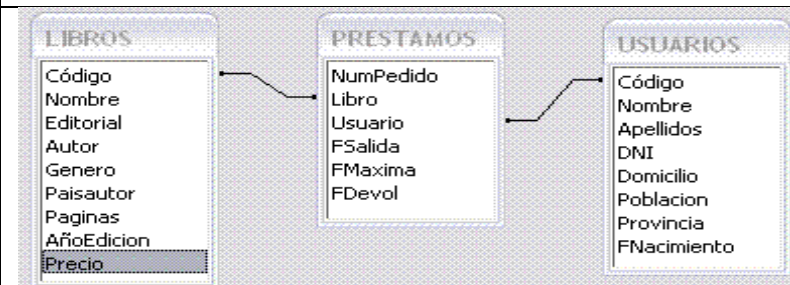 LIBROS
Código
Nombre
Editorial
Autor
Genero
Paisautor
Paginas
AñoEdicion
Precio
PRESTAMOS
NumPedido
Libro
Usuario
FSalida
FMaxima
FDevol
USUARIOS
Código
Nombre
Apellidos
DNI
Domicilio
Poblacion
Provincia
FNacimiento